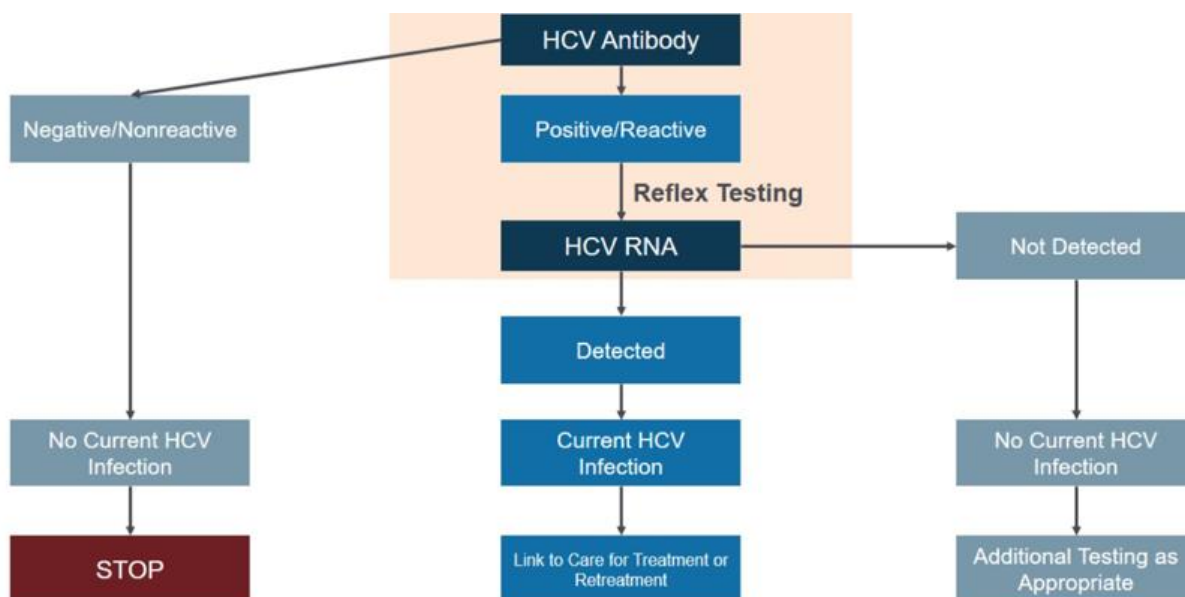 HCV Antibody
Negative/Nonreactive
Positive/Reactive
Reflex Testing
HCV RNA
Not Detected
Detected
No Current HCV
Infection
Current HCV
Infection
No Current HCV
Infection
STOP
Link to Care for Treatment or
Retreatment
Additional Testing as
Appropriate